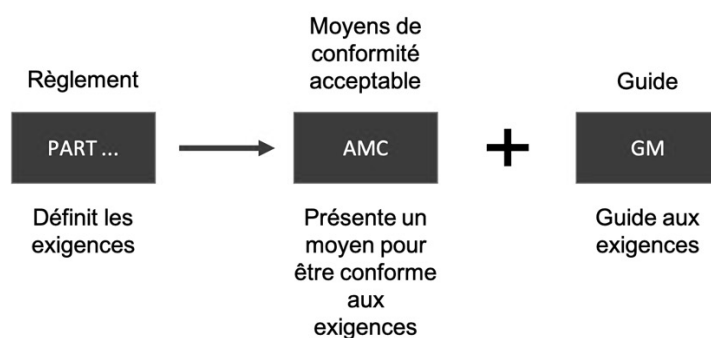 Règlement
PART ...
Définit les
exigences
Moyens de
conformité
acceptable
AMC
Présente un
moyen pour
être conforme
aux
exigences
Guide
GM
Guide aux
exigences